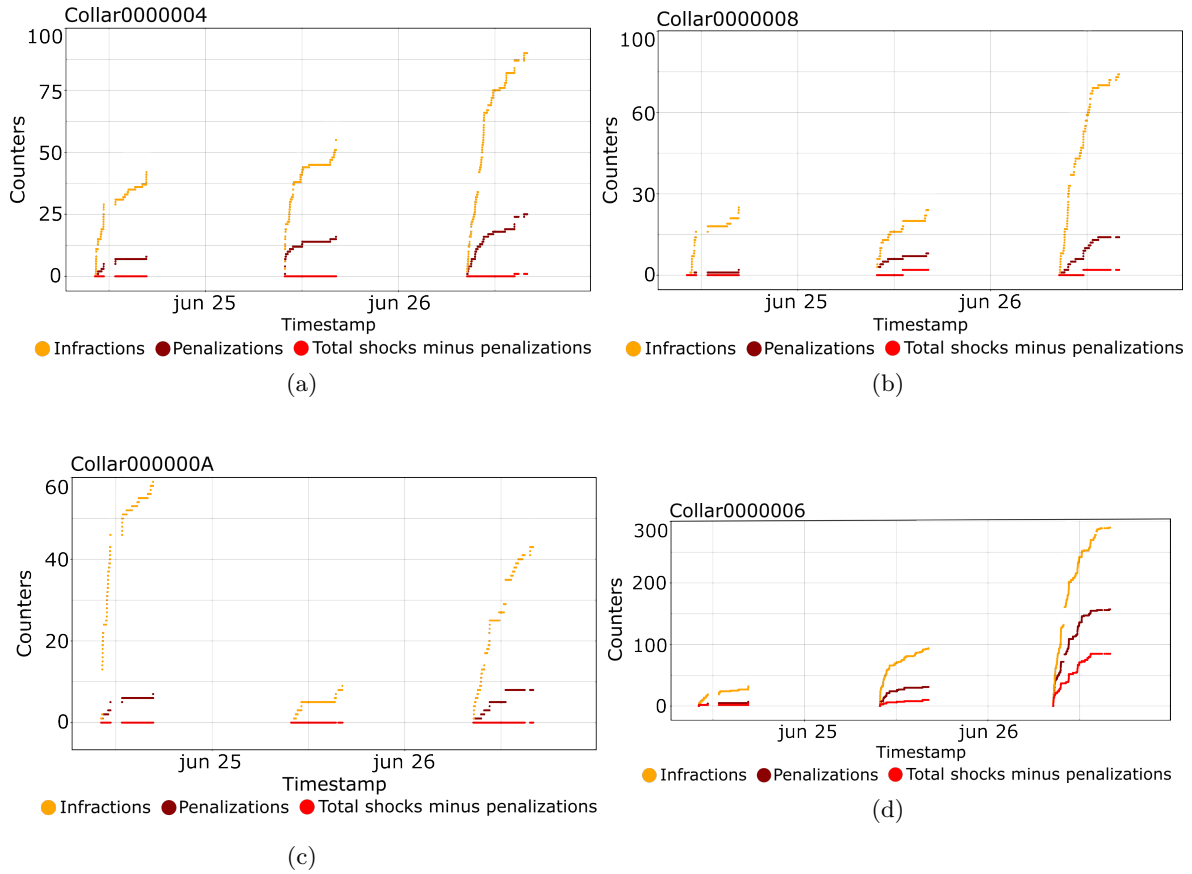 Collar0000004
100
75
50
25
0
Counters
jun 25 jun 26
Timestamp
Infractions Penalizations Total shocks minus penalizations
(a)
Collar0000008
100
60
30
0
Counters
jun 25 jun 26
Timestamp
Infractions Penalizations Total shocks minus penalizations
(b)
Collar000000A
60
40
20
0
Counters
jun 25 jun 26
Timestamp
Infractions Penalizations Total shocks minus penalizations
(c)
Collar0000006
300
200
100
0
Counters
jun 25 jun 26
Timestamp
Infractions Penalizations Total shocks minus penalizations
(d)